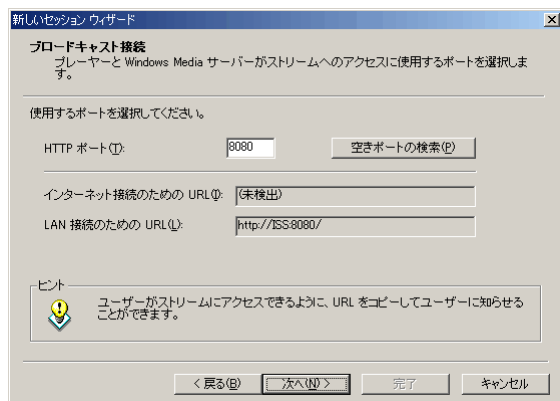 新しいセッション ウィザード
ブロードキャスト接続
プレーヤーと Windows Media サーバーがストリームへのアクセスに使用するポートを選択しま
す。
使用するポートを選択してください。
HTTP ポート(T): 8080 空きポートの検索(P)
インターネット接続のための URL(I): (未検出)
LAN 接続のための URL(L): http://ISS:8080/
ヒント
ユーザーがストリームにアクセスできるように、URL をコピーしてユーザーに知らせる
ことができます。
< 戻る(B) 次へ(N) > 完了 キャンセル